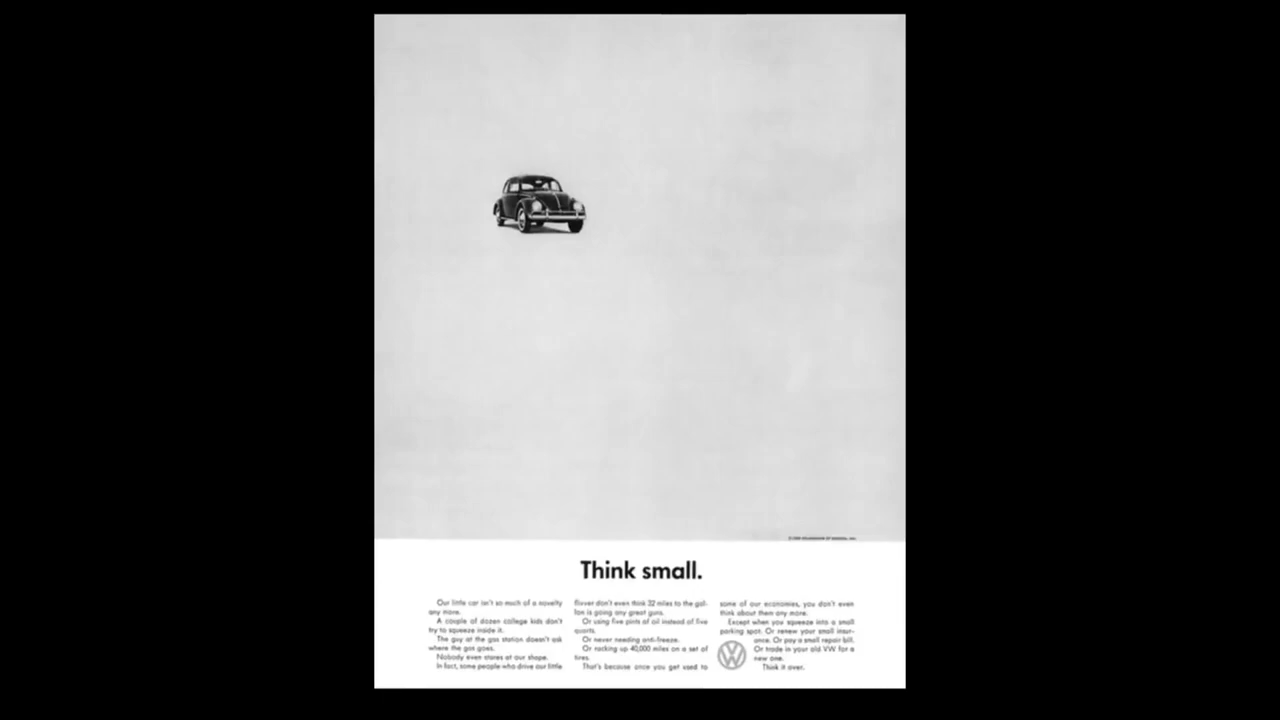 Think small.
Our little car isn't so much of a novelty
any more.
A couple of dozen college kids don't
try to squeeze inside it.
The guy at the gas station doesn't ask
where the gas goes.
Nobody even stares at our shape.
In fact, some people who drive our little
flivver don't even think 32 miles to the gal-
lon is going any great guns.
Or using five pints of oil instead of five
quarts.
Or never needing anti-freeze.
Or racking up 40,000 miles on a set of
tires.
That's because once you get used to
some of our economies, you don't even
think about them any more.
Except when you squeeze into a small
parking spot. Or renew your small insur-
ance. Or pay a small repair bill.
Or trade in your old VW for a
new one.
Think it over.
VW